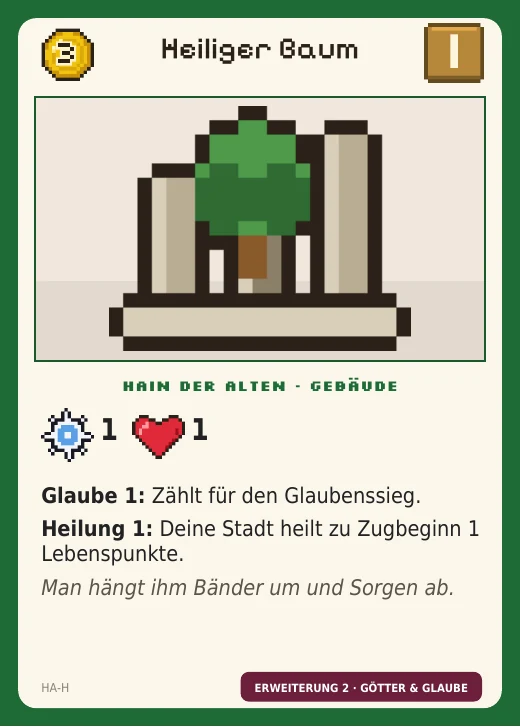 3
Heiliger Baum
I
HAIN DER ALTEN · GEBÄUDE
1 1
Glaube 1: Zählt für den Glaubenssieg.
Heilung 1: Deine Stadt heilt zu Zugbeginn 1
Lebenspunkte.
Man hängt ihm Bänder um und Sorgen ab.
HA-H
ERWEITERUNG 2 · GÖTTER & GLAUBE